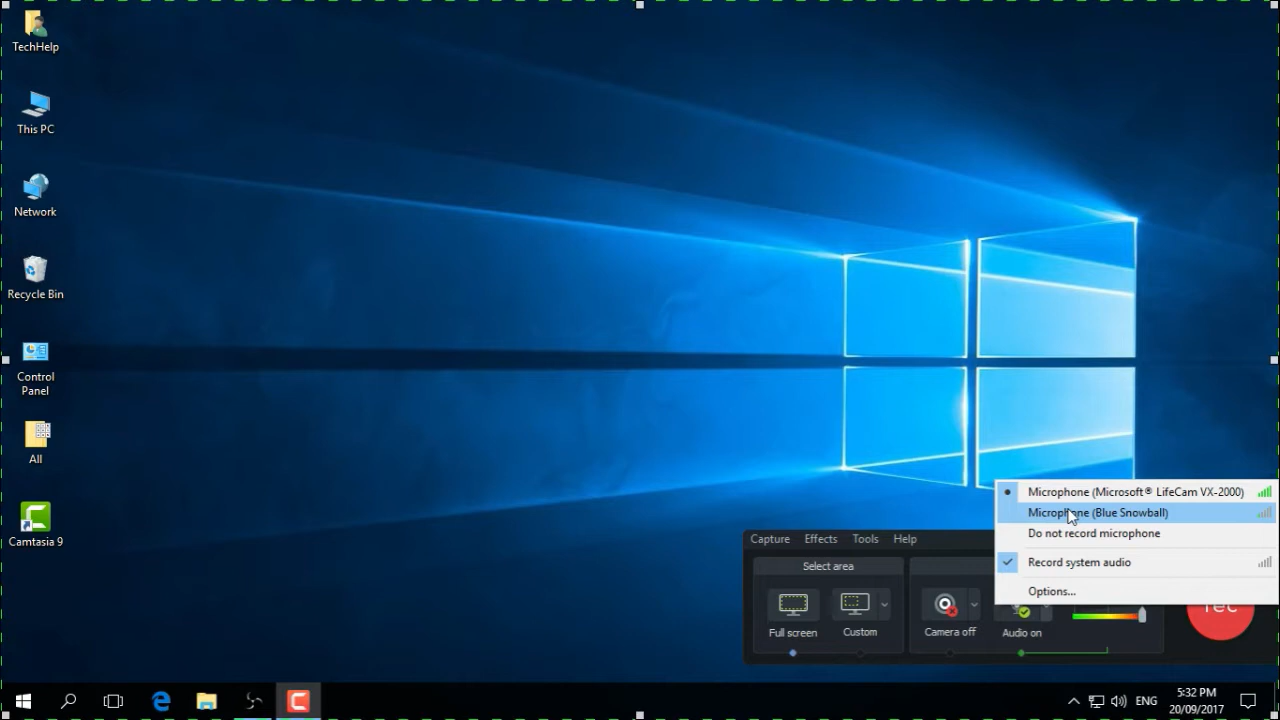 TechHelp
This PC
Network
Recycle Bin
Control
Panel
All
Camtasia 9
Microphone (Microsoft® LifeCam VX-2000)
Microphone (Blue Snowball)
Do not record microphone
Record system audio
Options...
Capture Effects Tools Help
Select area
Full screen
Custom
Camera off
Audio on
rec
ENG
5:32 PM
20/09/2017